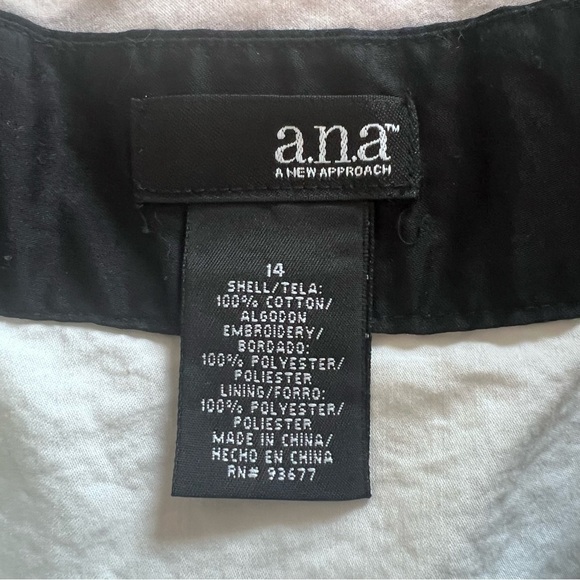 a.n.a™
A NEW APPROACH
14
SHELL/TELA:
100% COTTON/
ALGODON
EMBROIDERY/
BORDADO:
100% POLYESTER/
POLIESTER
LINING/FORRO:
100% POLYESTER/
POLIESTER
MADE IN CHINA/
HECHO EN CHINA
RN# 93677